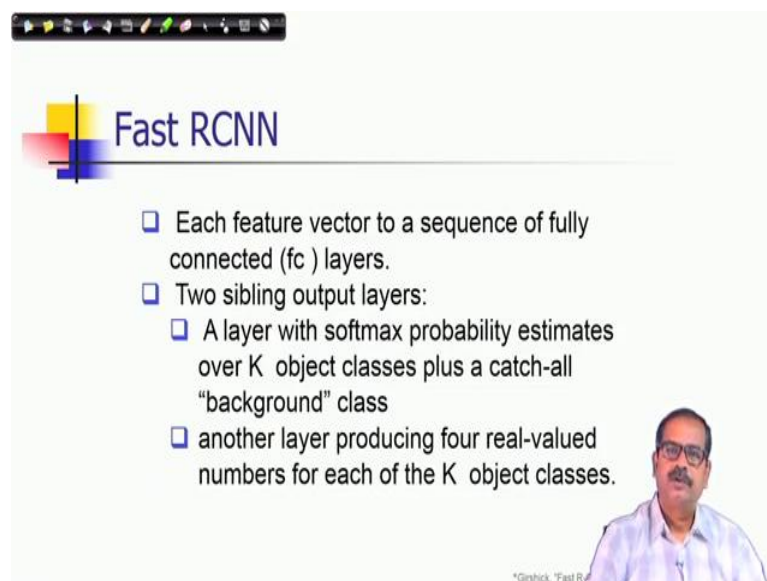 Fast RCNN
Each feature vector to a sequence of fully
connected (fc ) layers.
Two sibling output layers:
A layer with softmax probability estimates
over K object classes plus a catch-all
“background” class
another layer producing four real-valued
numbers for each of the K object classes.
*Girshick, "Fast R-